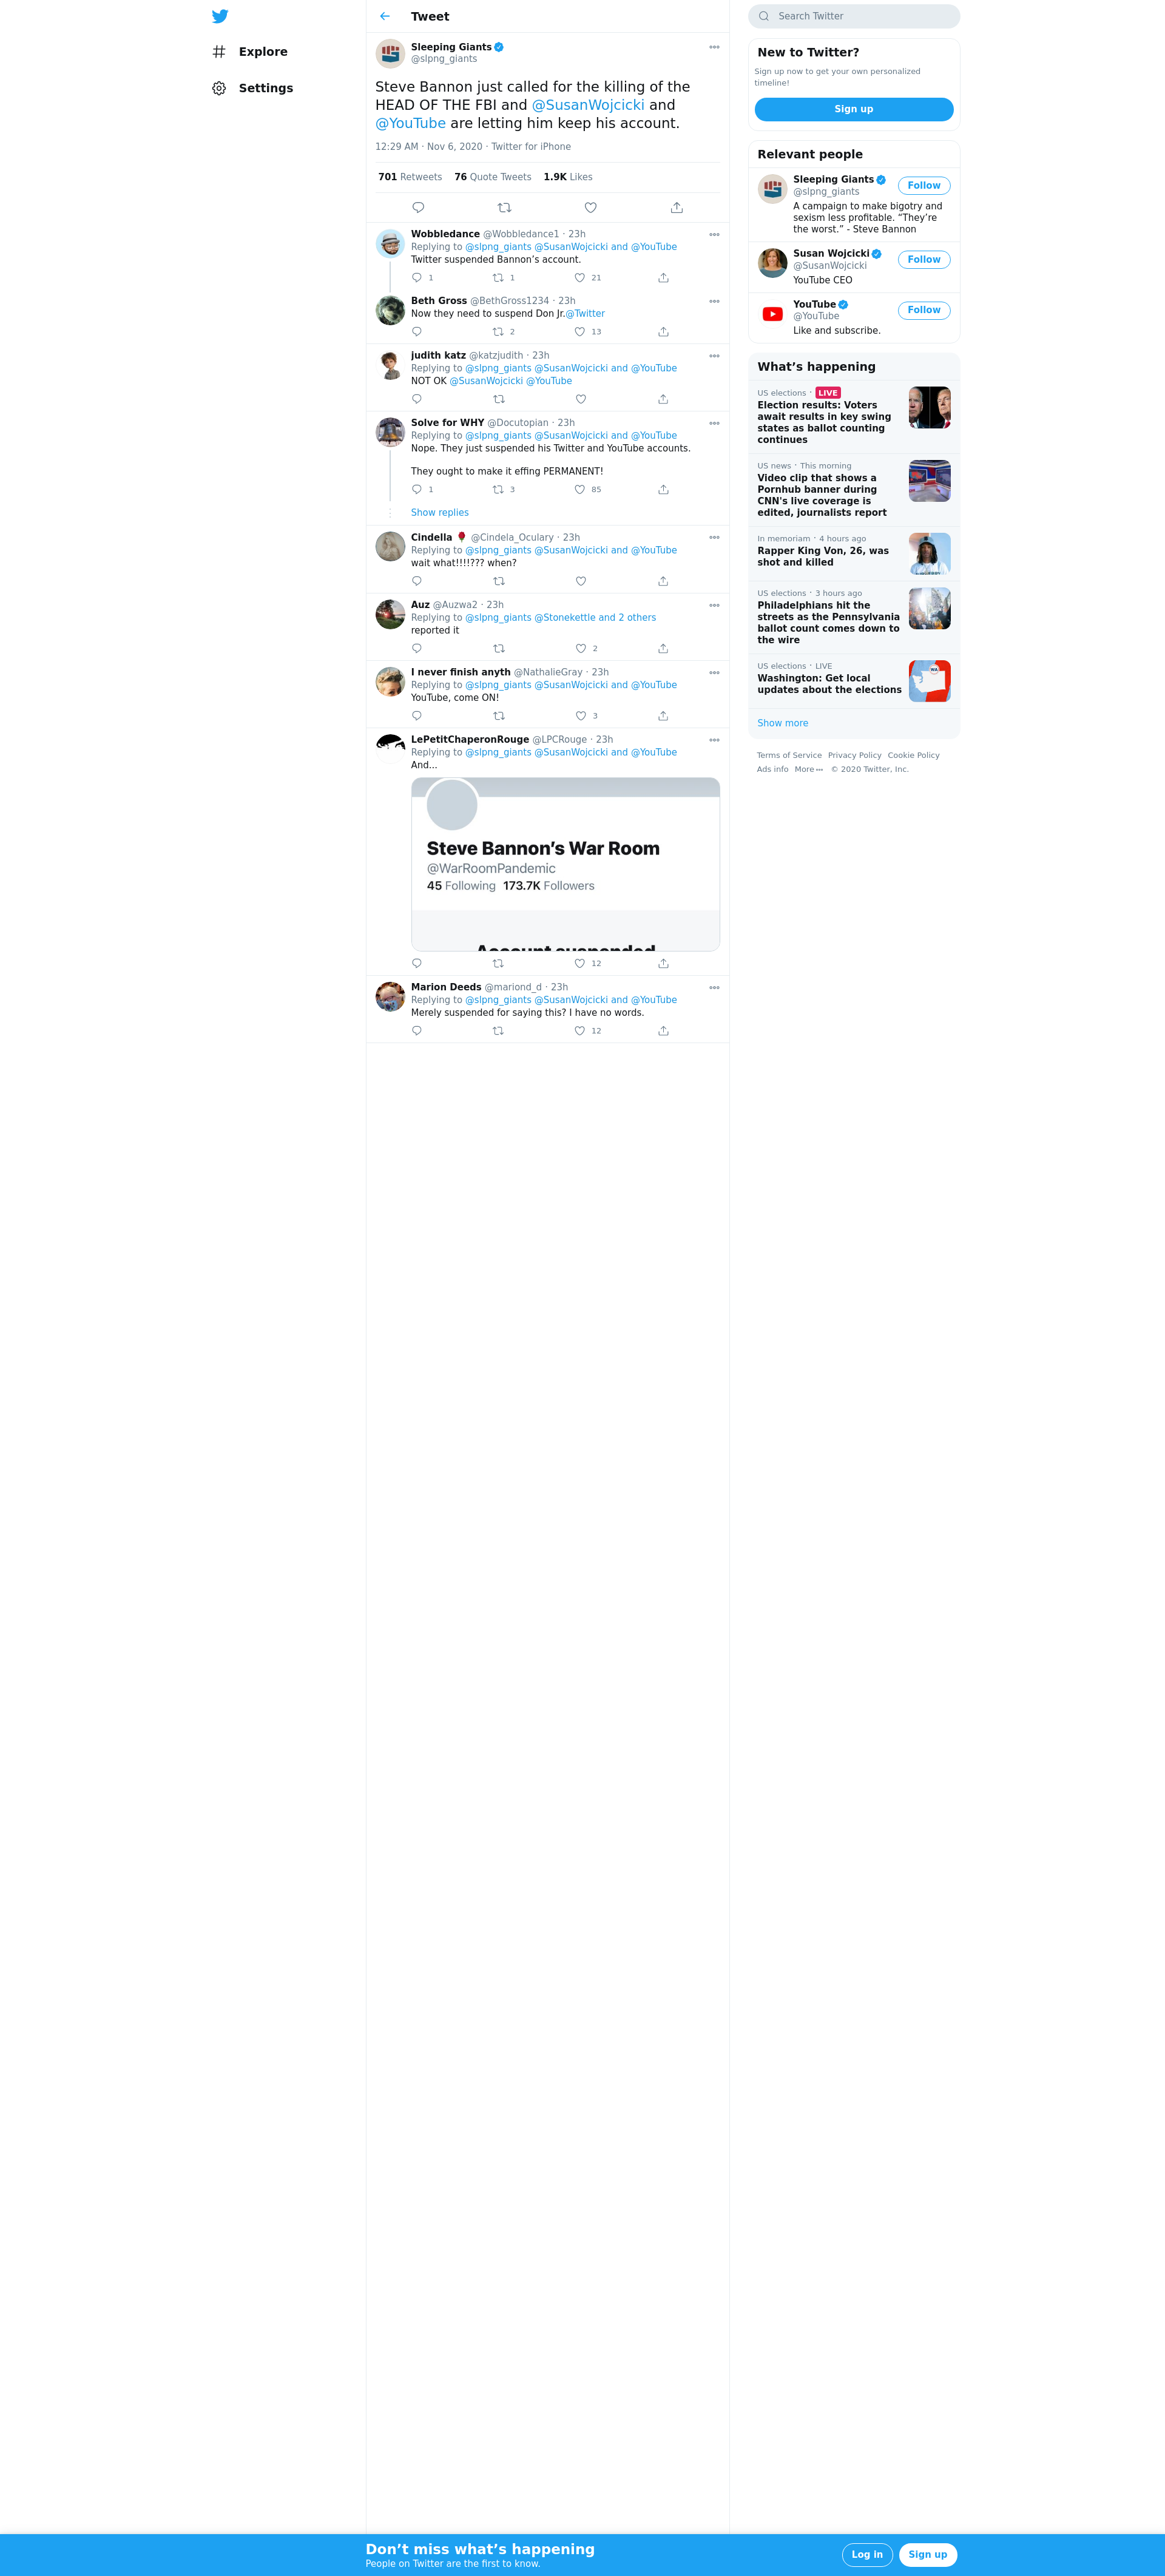 Explore
Settings
Tweet
Sleeping Giants
@slpng_giants
Steve Bannon just called for the killing of the
HEAD OF THE FBI and @SusanWojcicki and
@YouTube are letting him keep his account.
12:29 AM · Nov 6, 2020 · Twitter for iPhone
701 Retweets 76 Quote Tweets 1.9K Likes
Wobbledance @Wobbledance1 · 23h
Replying to @slpng_giants @SusanWojcicki and @YouTube
Twitter suspended Bannon’s account.
1 1 21
Beth Gross @BethGross1234 · 23h
Now they need to suspend Don Jr.@Twitter
2 13
judith katz @katzjudith · 23h
Replying to @slpng_giants @SusanWojcicki and @YouTube
NOT OK @SusanWojcicki @YouTube
Solve for WHY @Docutopian · 23h
Replying to @slpng_giants @SusanWojcicki and @YouTube
Nope. They just suspended his Twitter and YouTube accounts.
They ought to make it effing PERMANENT!
1 3 85
Show replies
Cindella 🌹 @Cindela_Oculary · 23h
Replying to @slpng_giants @SusanWojcicki and @YouTube
wait what!!!!??? when?
Auz @Auzwa2 · 23h
Replying to @slpng_giants @Stonekettle and 2 others
reported it
2
I never finish anyth @NathalieGray · 23h
Replying to @slpng_giants @SusanWojcicki and @YouTube
YouTube, come ON!
3
LePetitChaperonRouge @LPCRouge · 23h
Replying to @slpng_giants @SusanWojcicki and @YouTube
And...
Steve Bannon’s War Room
@WarRoomPandemic
45 Following 173.7K Followers
Account suspended
12
Marion Deeds @mariond_d · 23h
Replying to @slpng_giants @SusanWojcicki and @YouTube
Merely suspended for saying this? I have no words.
12
Search Twitter
New to Twitter?
Sign up now to get your own personalized
timeline!
Sign up
Relevant people
Sleeping Giants
@slpng_giants
Follow
A campaign to make bigotry and
sexism less profitable. “They’re
the worst.” - Steve Bannon
Susan Wojcicki
@SusanWojcicki
Follow
YouTube CEO
YouTube
@YouTube
Follow
Like and subscribe.
What’s happening
US elections · LIVE
Election results: Voters
await results in key swing
states as ballot counting
continues
US news · This morning
Video clip that shows a
Pornhub banner during
CNN's live coverage is
edited, journalists report
In memoriam · 4 hours ago
Rapper King Von, 26, was
shot and killed
US elections · 3 hours ago
Philadelphians hit the
streets as the Pennsylvania
ballot count comes down to
the wire
US elections · LIVE
Washington: Get local
updates about the elections
WA
Show more
Terms of Service Privacy Policy Cookie Policy
Ads info More © 2020 Twitter, Inc.
Don’t miss what’s happening
People on Twitter are the first to know.
Log in
Sign up